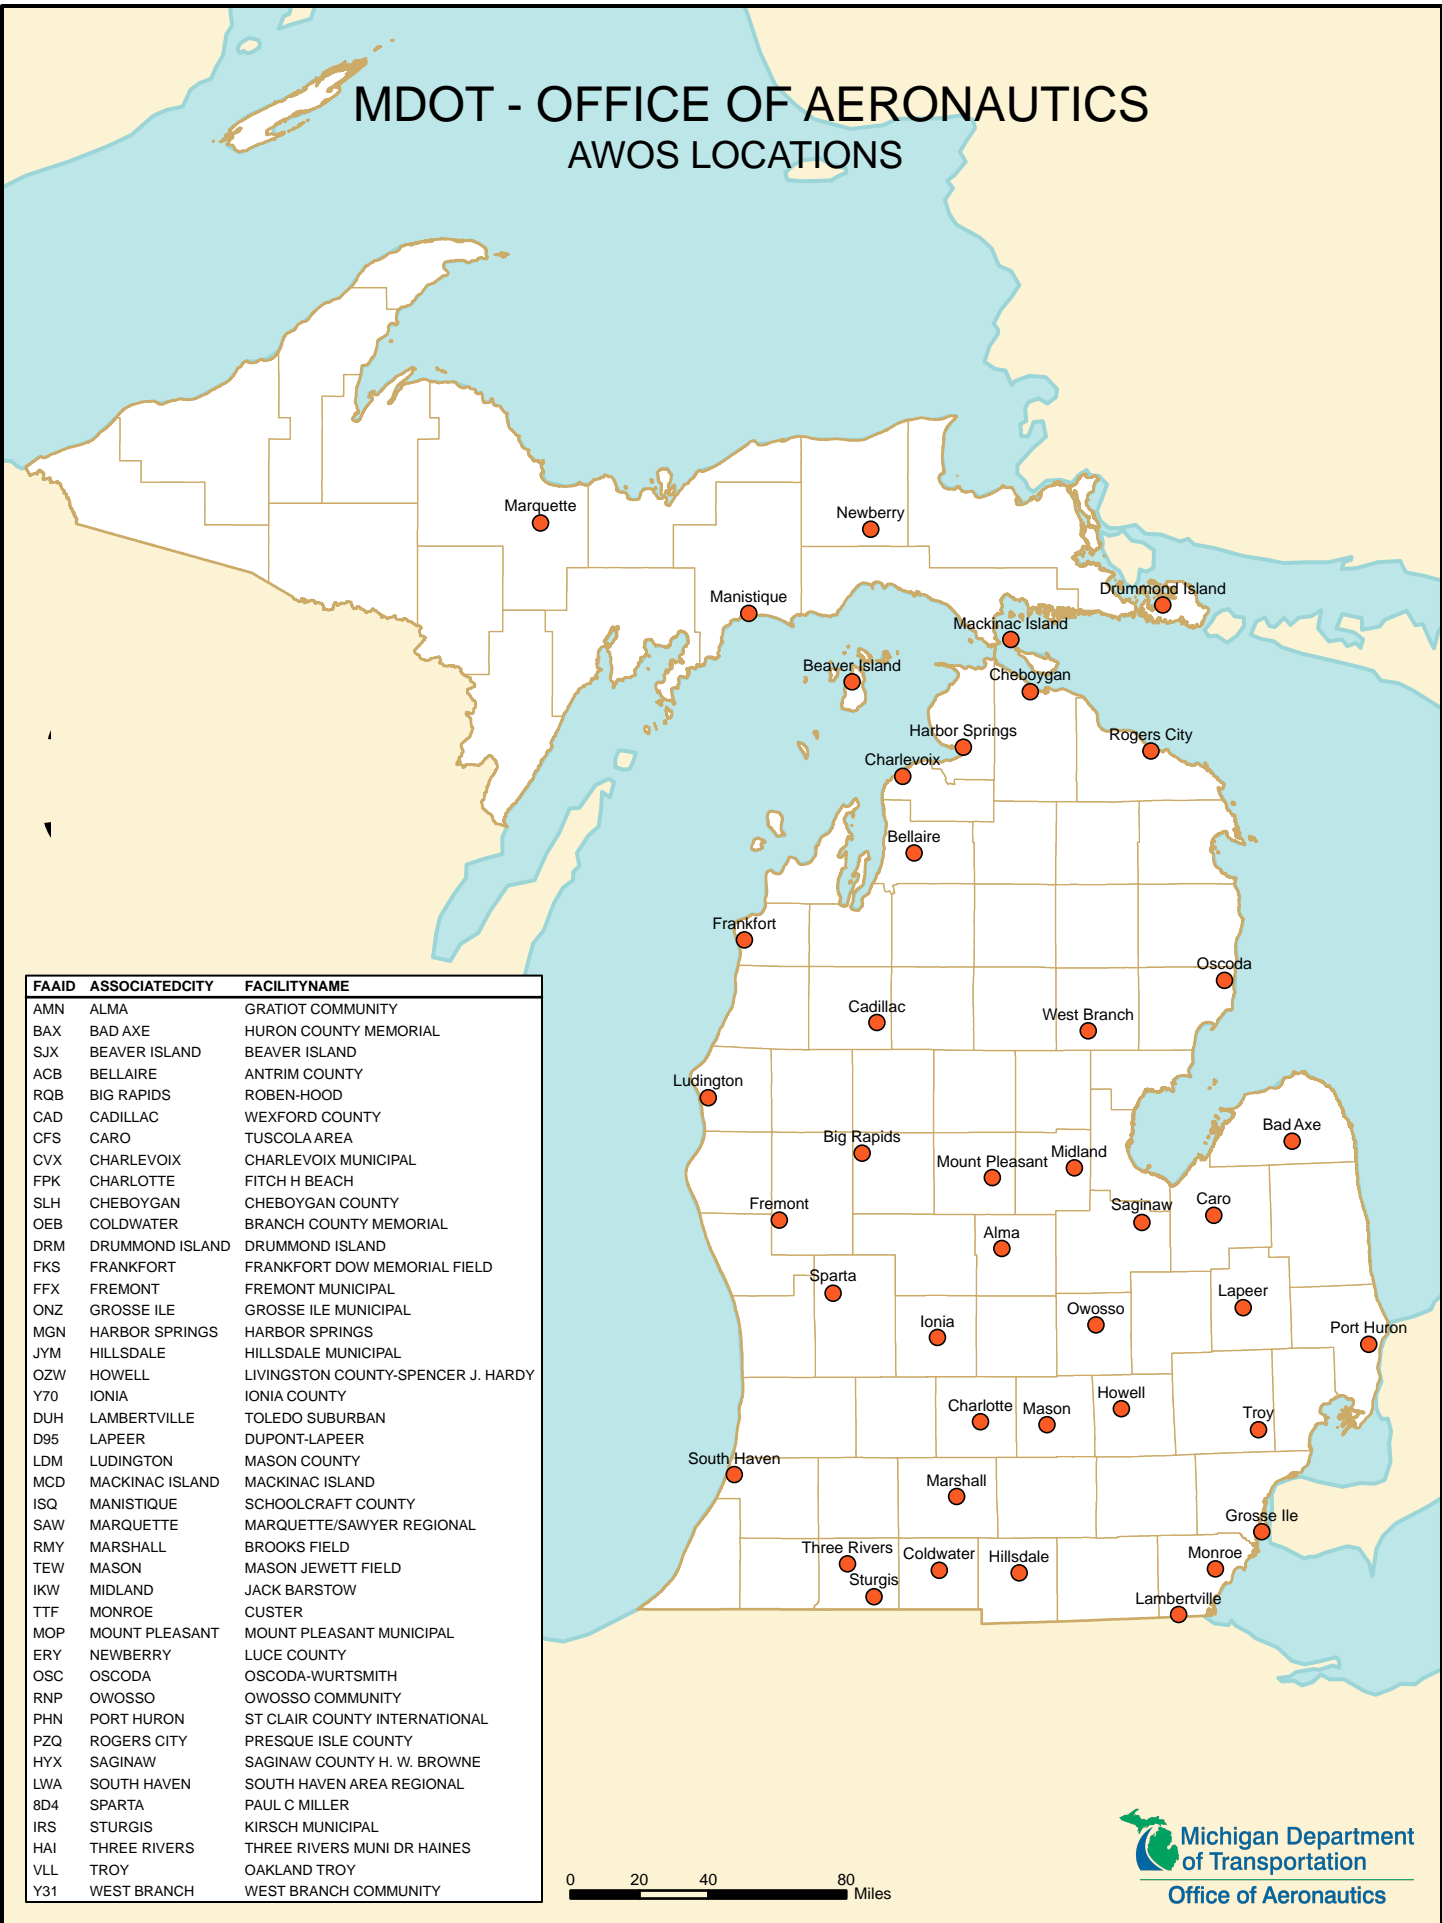 MDOT - OFFICE OF AERONAUTICS
AWOS LOCATIONS
Marquette
Newberry
Drummond Island
Manistique
Mackinac Island
Beaver Island
Cheboygan
Harbor Springs
Rogers City
Charlevoix
Bellaire
Frankfort
Oscoda
Cadillac
West Branch
Ludington
Bad Axe
Big Rapids
Midland
Mount Pleasant
Fremont
Saginaw
Caro
Alma
Sparta
Lapeer
Owosso
Ionia
Port Huron
Howell
Charlotte
Mason
Troy
South Haven
Marshall
Grosse Ile
Three Rivers
Coldwater
Hillsdale
Monroe
Sturgis
Lambertville
FAAID ASSOCIATEDCITY FACILITYNAME
AMN ALMA GRATIOT COMMUNITY
BAX BAD AXE HURON COUNTY MEMORIAL
SJX BEAVER ISLAND BEAVER ISLAND
ACB BELLAIRE ANTRIM COUNTY
RQB BIG RAPIDS ROBEN-HOOD
CAD CADILLAC WEXFORD COUNTY
CFS CARO TUSCOLA AREA
CVX CHARLEVOIX CHARLEVOIX MUNICIPAL
FPK CHARLOTTE FITCH H BEACH
SLH CHEBOYGAN CHEBOYGAN COUNTY
OEB COLDWATER BRANCH COUNTY MEMORIAL
DRM DRUMMOND ISLAND DRUMMOND ISLAND
FKS FRANKFORT FRANKFORT DOW MEMORIAL FIELD
FFX FREMONT FREMONT MUNICIPAL
ONZ GROSSE ILE GROSSE ILE MUNICIPAL
MGN HARBOR SPRINGS HARBOR SPRINGS
JYM HILLSDALE HILLSDALE MUNICIPAL
OZW HOWELL LIVINGSTON COUNTY-SPENCER J. HARDY
Y70 IONIA IONIA COUNTY
DUH LAMBERTVILLE TOLEDO SUBURBAN
D95 LAPEER DUPONT-LAPEER
LDM LUDINGTON MASON COUNTY
MCD MACKINAC ISLAND MACKINAC ISLAND
ISQ MANISTIQUE SCHOOLCRAFT COUNTY
SAW MARQUETTE MARQUETTE/SAWYER REGIONAL
RMY MARSHALL BROOKS FIELD
TEW MASON MASON JEWETT FIELD
IKW MIDLAND JACK BARSTOW
TTF MONROE CUSTER
MOP MOUNT PLEASANT MOUNT PLEASANT MUNICIPAL
ERY NEWBERRY LUCE COUNTY
OSC OSCODA OSCODA-WURTSMITH
RNP OWOSSO OWOSSO COMMUNITY
PHN PORT HURON ST CLAIR COUNTY INTERNATIONAL
PZQ ROGERS CITY PRESQUE ISLE COUNTY
HYX SAGINAW SAGINAW COUNTY H. W. BROWNE
LWA SOUTH HAVEN SOUTH HAVEN AREA REGIONAL
8D4 SPARTA PAUL C MILLER
IRS STURGIS KIRSCH MUNICIPAL
HAI THREE RIVERS THREE RIVERS MUNI DR HAINES
VLL TROY OAKLAND TROY
Y31 WEST BRANCH WEST BRANCH COMMUNITY
0 20 40 80
Miles
Michigan Department
of Transportation
Office of Aeronautics